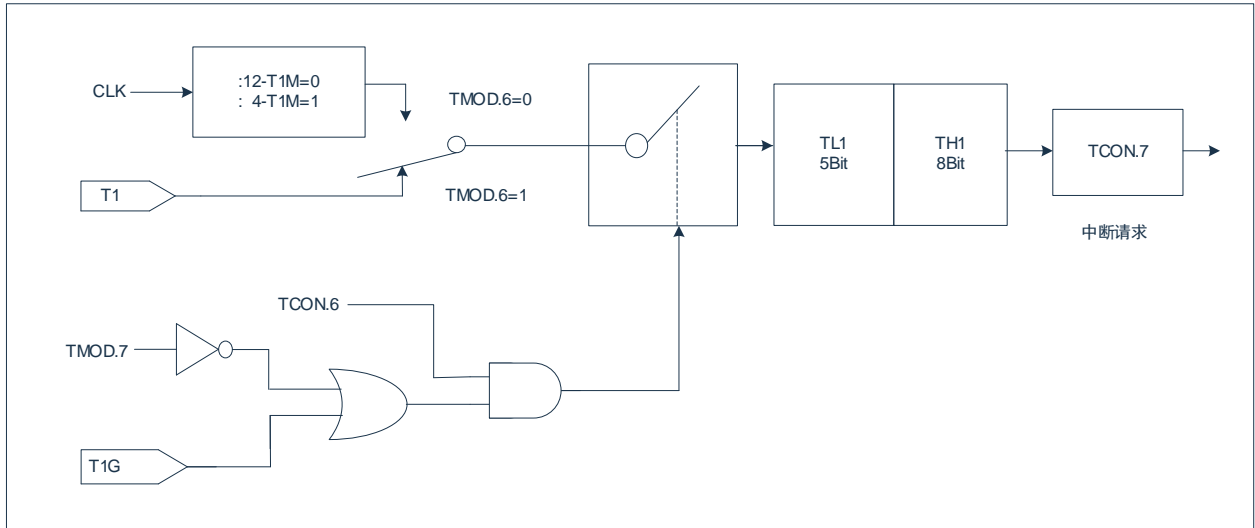 CLK
:12-T1M=0
: 4-T1M=1
TMOD.6=0
T1
TMOD.6=1
TL1
5Bit
TH1
8Bit
TCON.7
中断请求
TCON.6
TMOD.7
T1G